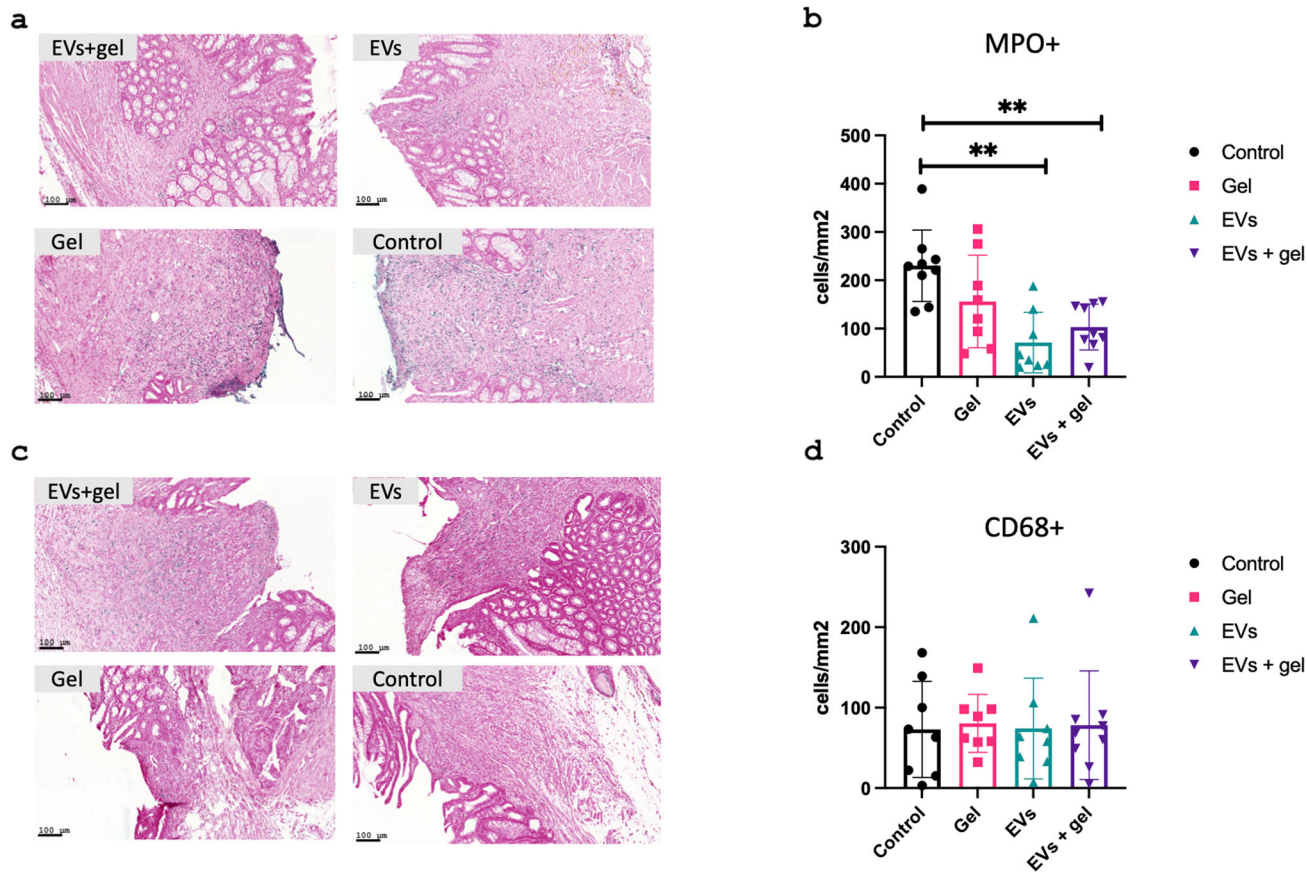 a
EVs+gel
EVs
100 µm
100 µm
Gel
Control
100 µm
100 µm
b
MPO+
**
**
500
400
300
200
100
0
cells/mm2
Control
Gel
EVs
EVs + gel
Control
Gel
EVs
EVs + gel
c
EVs+gel
EVs
100 µm
100 µm
Gel
Control
100 µm
100 µm
d
CD68+
300
200
100
0
cells/mm2
Control
Gel
EVs
EVs + gel
Control
Gel
EVs
EVs + gel